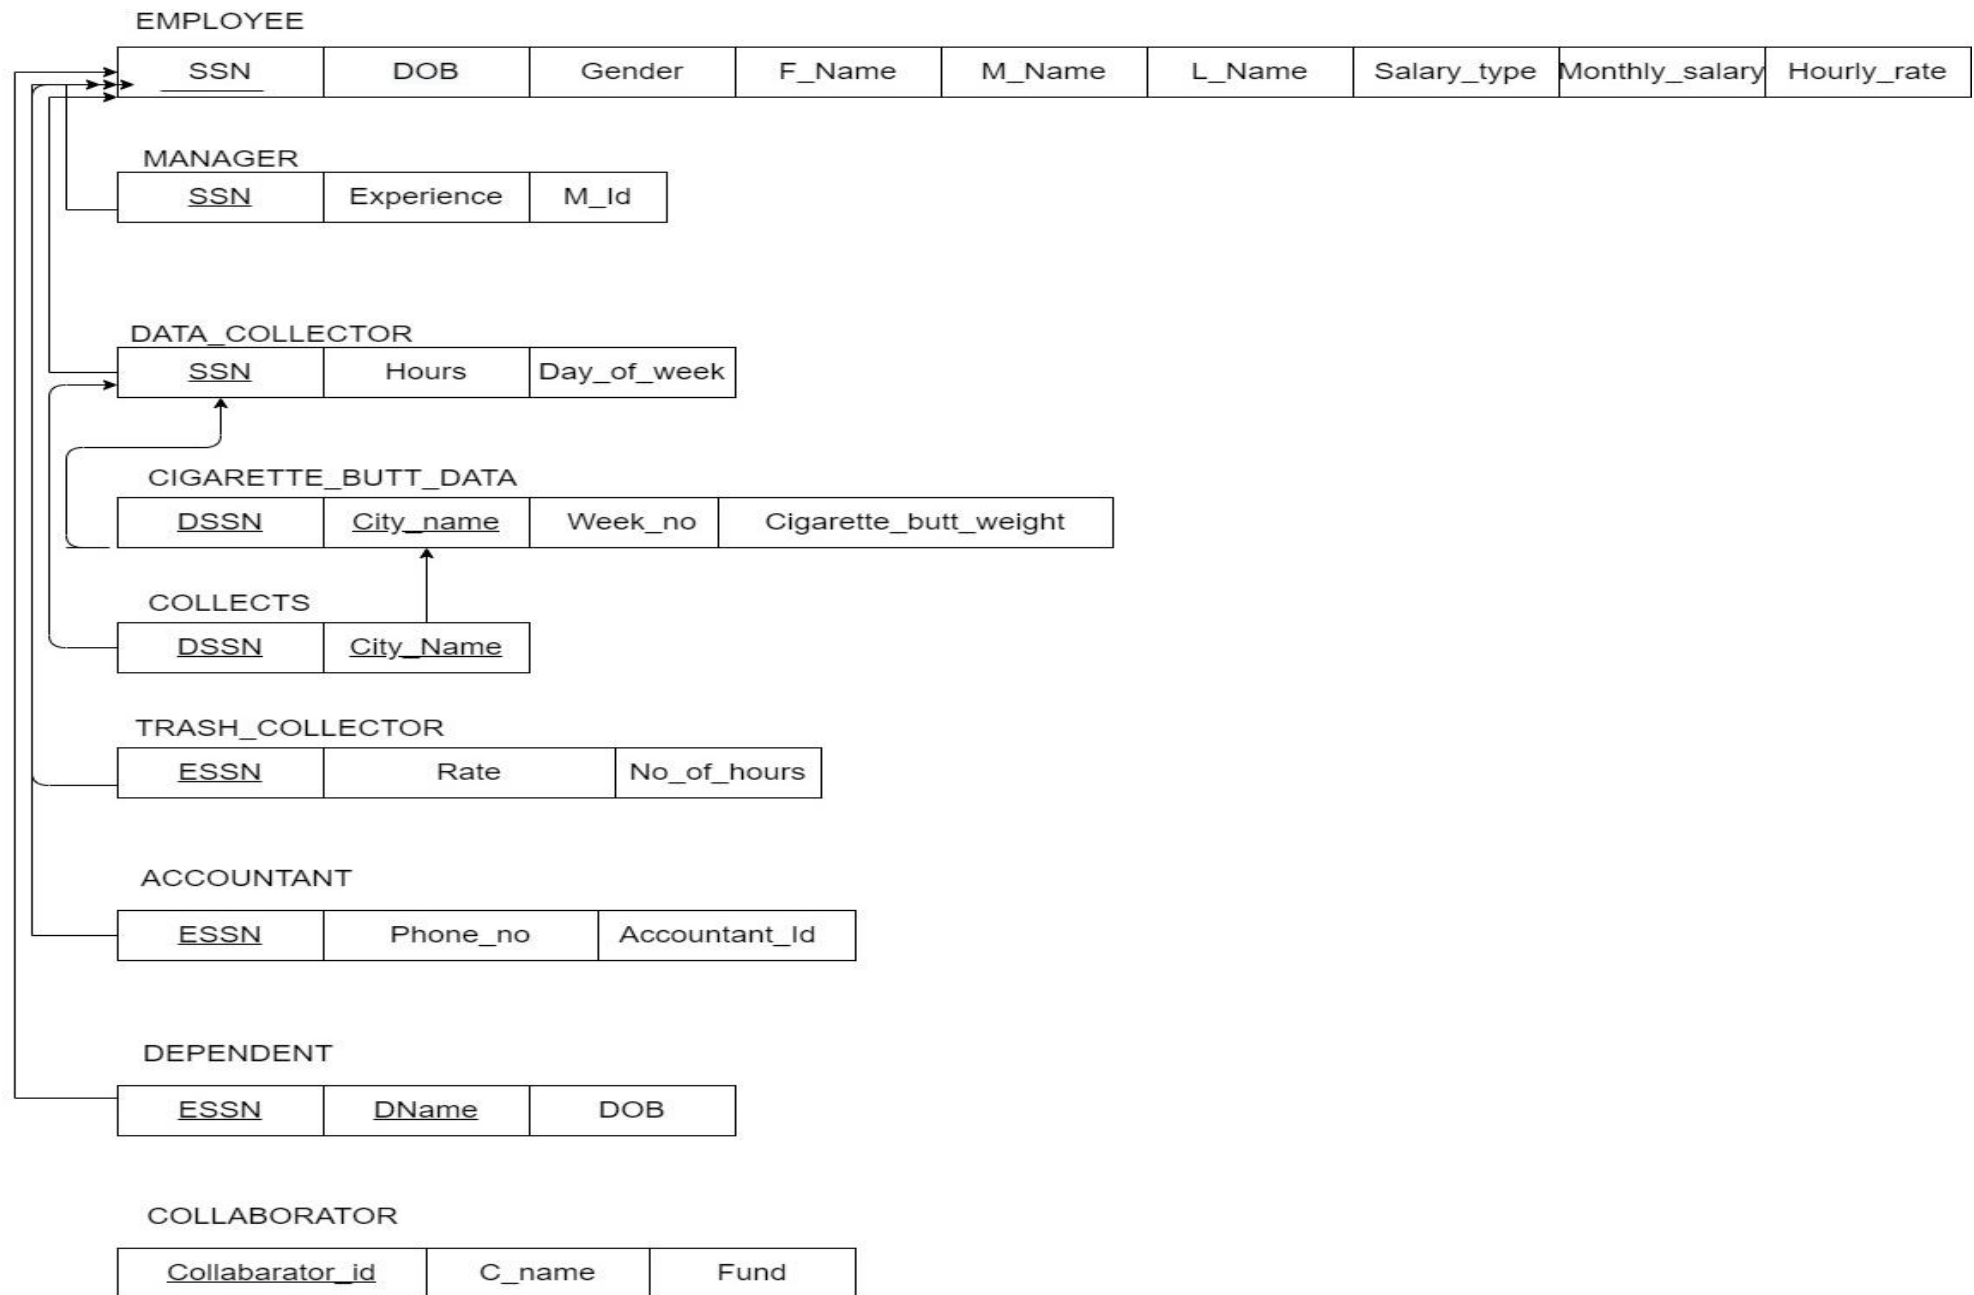 EMPLOYEE
SSN DOB Gender F_Name M_Name L_Name Salary_type Monthly_salary Hourly_rate
MANAGER
SSN Experience M_Id
DATA_COLLECTOR
SSN Hours Day_of_week
CIGARETTE_BUTT_DATA
DSSN City_name Week_no Cigarette_butt_weight
COLLECTS
DSSN City_Name
TRASH_COLLECTOR
ESSN Rate No_of_hours
ACCOUNTANT
ESSN Phone_no Accountant_Id
DEPENDENT
ESSN DName DOB
COLLABORATOR
Collabarator_id C_name Fund